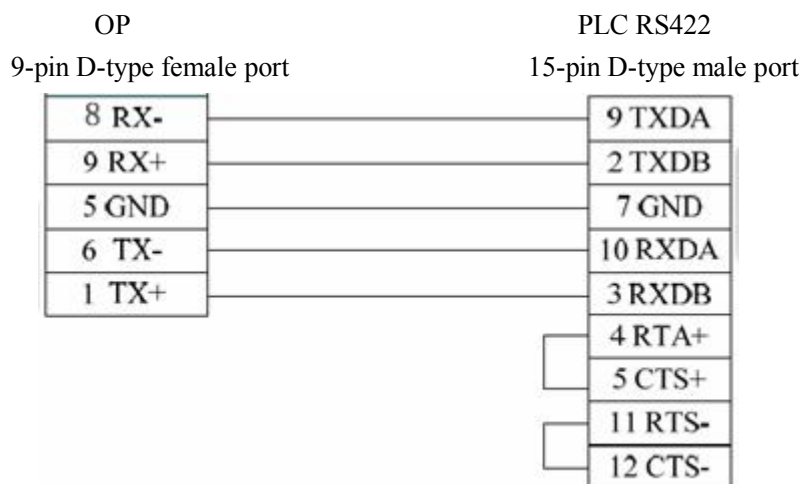 OP
PLC RS422
9-pin D-type female port
15-pin D-type male port
8 RX-
9 TXDA
9 RX+
2 TXDB
5 GND
7 GND
6 TX-
10 RXDA
1 TX+
3 RXDB
4 RTA+
5 CTS+
11 RTS-
12 CTS-